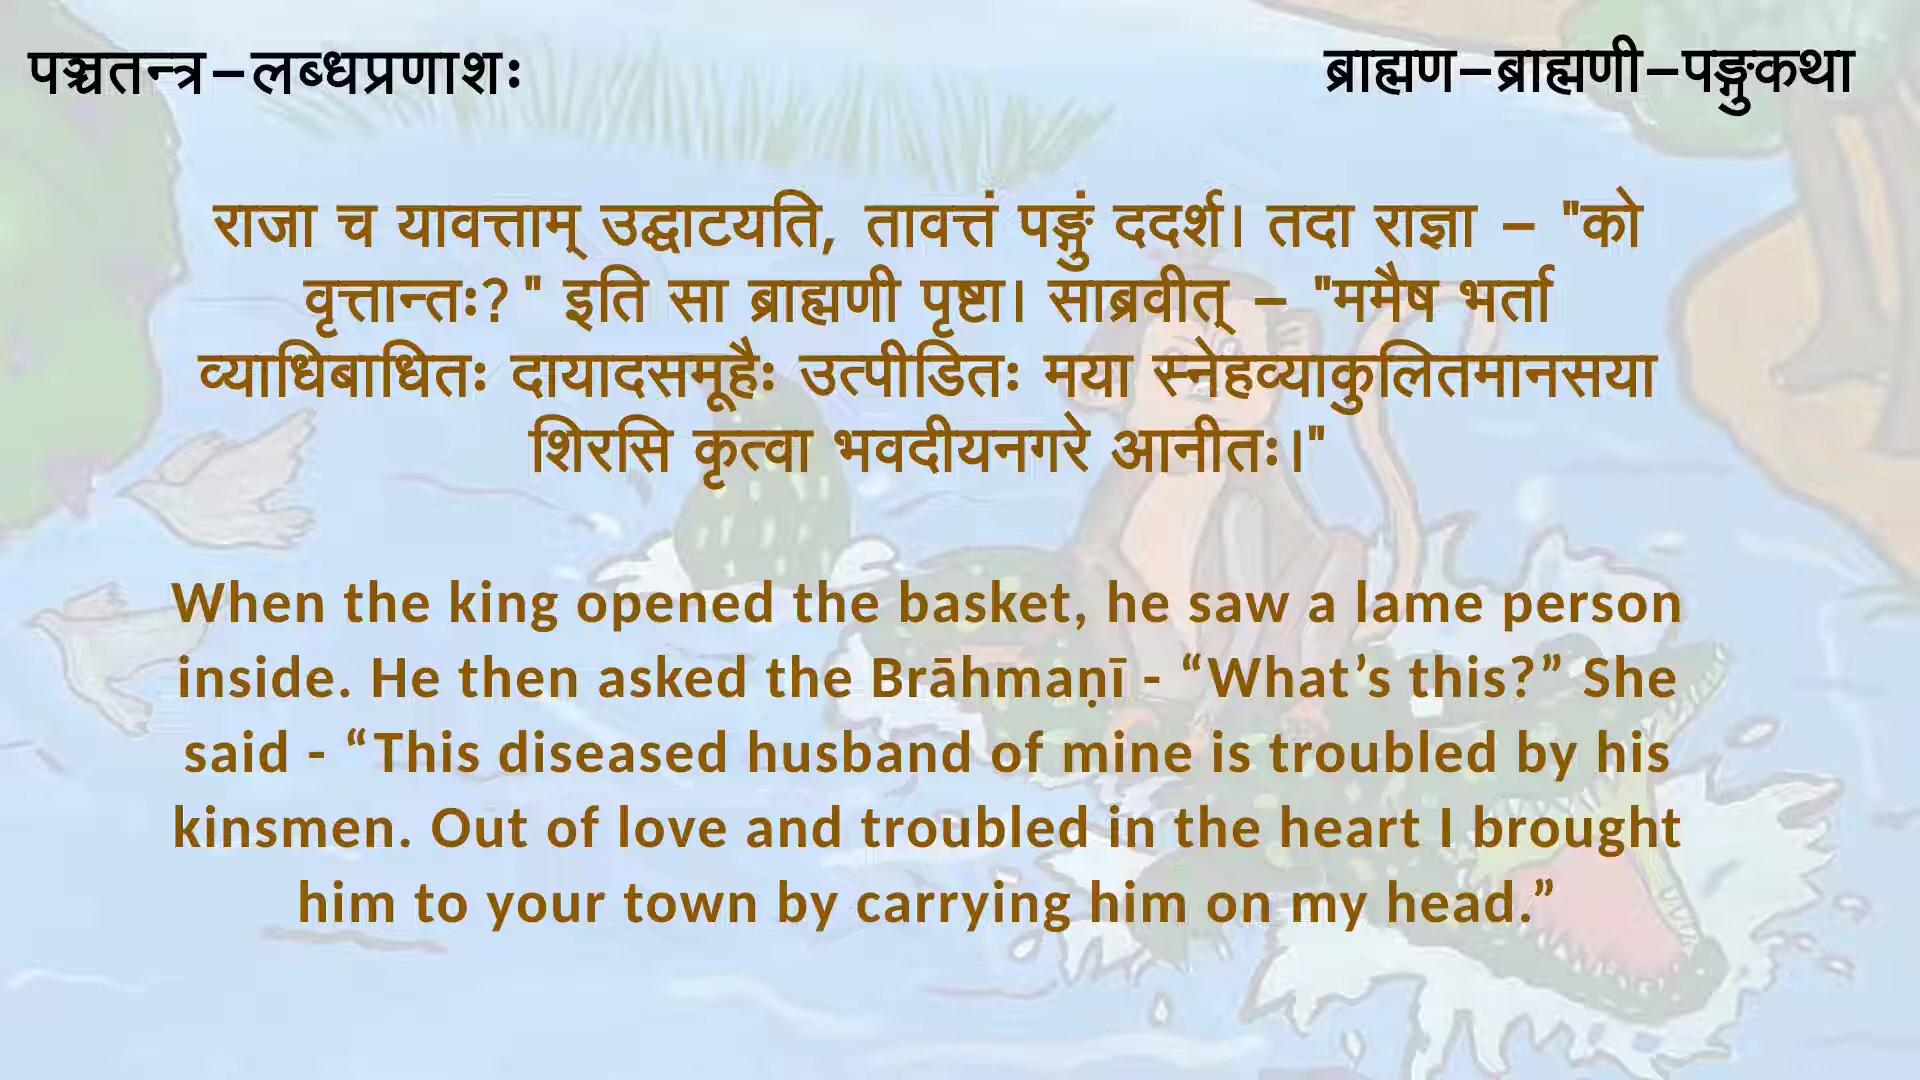 पञ्चतन्त्र–लब्धप्रणाशः
ब्राह्मण–ब्राह्मणी–पङ्गुकथा
राजा च यावत्ताम् उद्घाटयति, तावत्तं पङ्गुं ददर्श। तदा राज्ञा – "को
वृत्तान्तः? " इति सा ब्राह्मणी पृष्टा। साब्रवीत् – "ममैष भर्ता
व्याधिबाधितः दायादसमूहैः उत्पीडितः मया स्नेहव्याकुलितमानसया
शिरसि कृत्वा भवदीयनगरे आनीतः।"
When the king opened the basket, he saw a lame person
inside. He then asked the Brāhmaṇī - “What’s this?” She
said - “This diseased husband of mine is troubled by his
kinsmen. Out of love and troubled in the heart I brought
him to your town by carrying him on my head.”